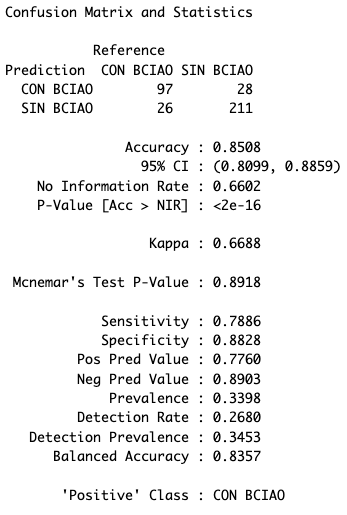 Confusion Matrix and Statistics
Reference
Prediction CON BCIAO SIN BCIAO
CON BCIAO 97 28
SIN BCIAO 26 211
Accuracy : 0.8508
95% CI : (0.8099, 0.8859)
No Information Rate : 0.6602
P-Value [Acc > NIR] : <2e-16
Kappa : 0.6688
Mcnemar's Test P-Value : 0.8918
Sensitivity : 0.7886
Specificity : 0.8828
Pos Pred Value : 0.7760
Neg Pred Value : 0.8903
Prevalence : 0.3398
Detection Rate : 0.2680
Detection Prevalence : 0.3453
Balanced Accuracy : 0.8357
'Positive' Class : CON BCIAO